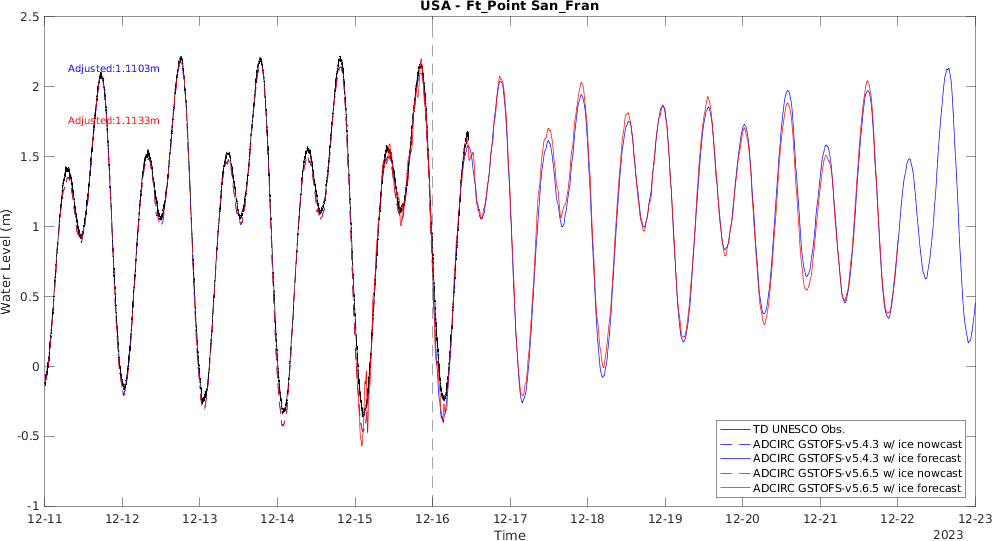 USA - Ft_Point San_Fran
2.5
2
1.5
1
0.5
0
-0.5
-1
Water Level (m)
Adjusted:1.1103m
Adjusted:1.1133m
TD UNESCO Obs.
ADCIRC GSTOFS-v5.4.3 w/ ice nowcast
ADCIRC GSTOFS-v5.4.3 w/ ice forecast
ADCIRC GSTOFS-v5.6.5 w/ ice nowcast
ADCIRC GSTOFS-v5.6.5 w/ ice forecast
12-11 12-12 12-13 12-14 12-15 12-16 12-17 12-18 12-19 12-20 12-21 12-22 12-23
Time
2023